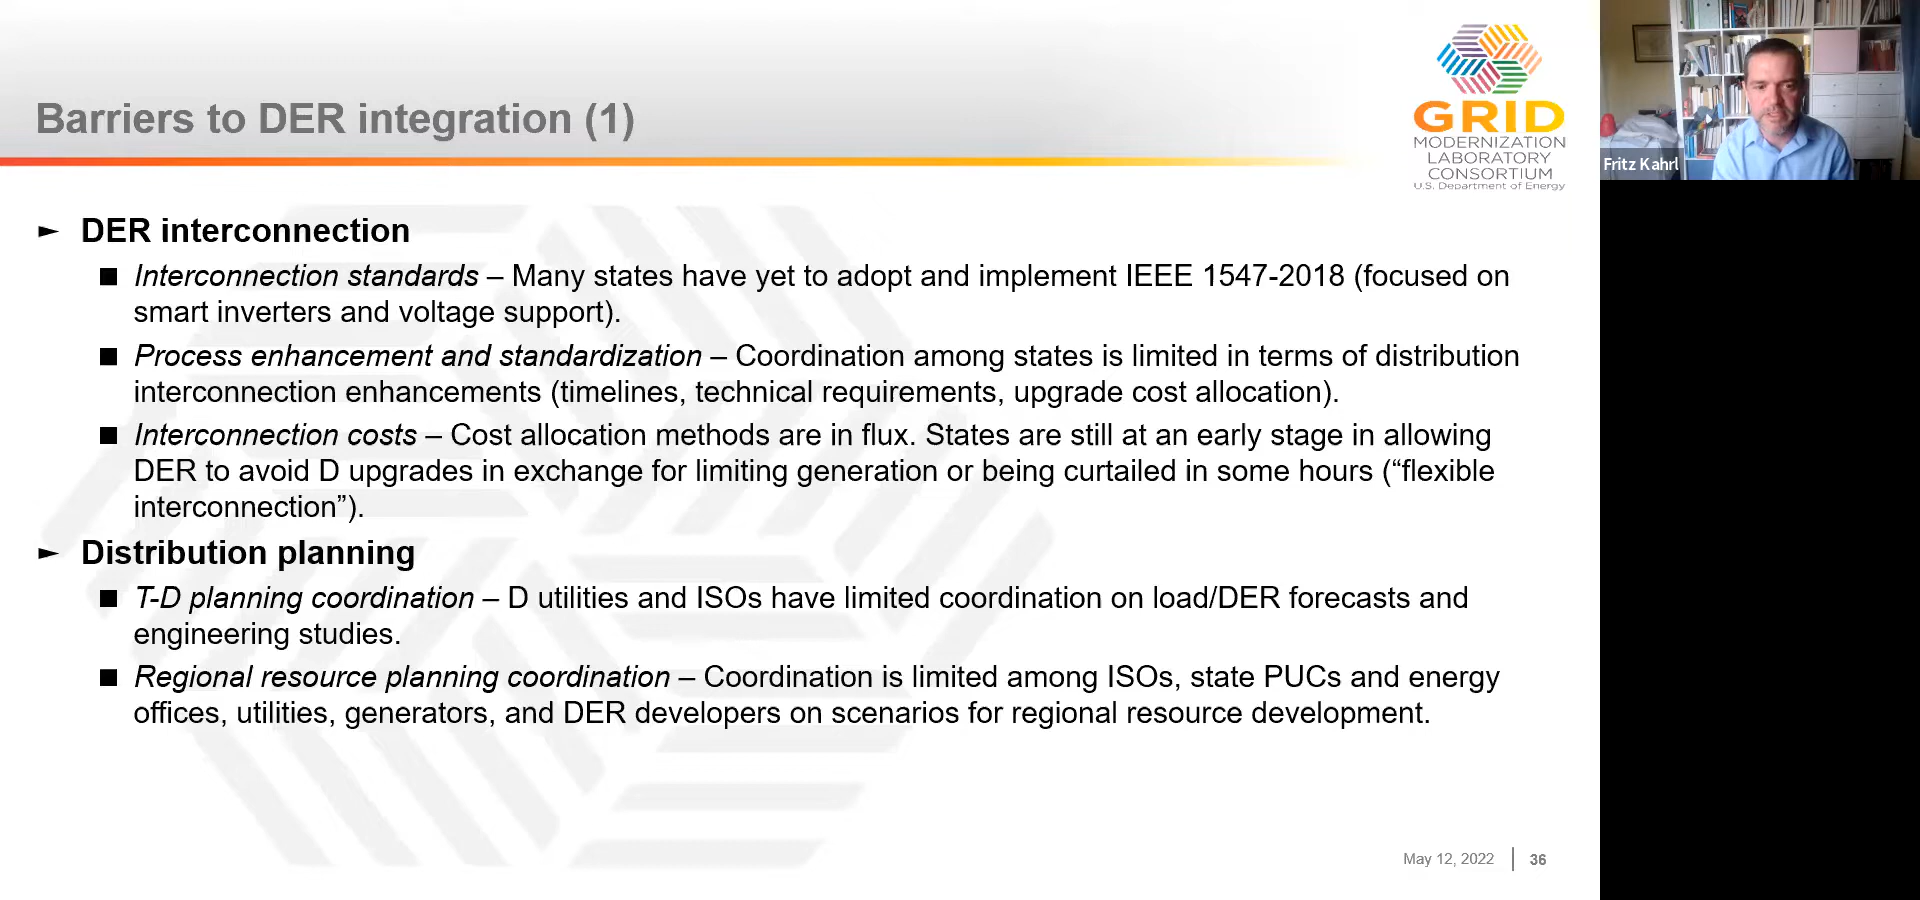 Barriers to DER integration (1)
GRID
MODERNIZATION
LABORATORY
CONSORTIUM
U.S. Department of Energy
Fritz Kahrl
► DER interconnection
■ Interconnection standards – Many states have yet to adopt and implement IEEE 1547-2018 (focused on
smart inverters and voltage support).
■ Process enhancement and standardization – Coordination among states is limited in terms of distribution
interconnection enhancements (timelines, technical requirements, upgrade cost allocation).
■ Interconnection costs – Cost allocation methods are in flux. States are still at an early stage in allowing
DER to avoid D upgrades in exchange for limiting generation or being curtailed in some hours (“flexible
interconnection”).
► Distribution planning
■ T-D planning coordination – D utilities and ISOs have limited coordination on load/DER forecasts and
engineering studies.
■ Regional resource planning coordination – Coordination is limited among ISOs, state PUCs and energy
offices, utilities, generators, and DER developers on scenarios for regional resource development.
May 12, 2022 36